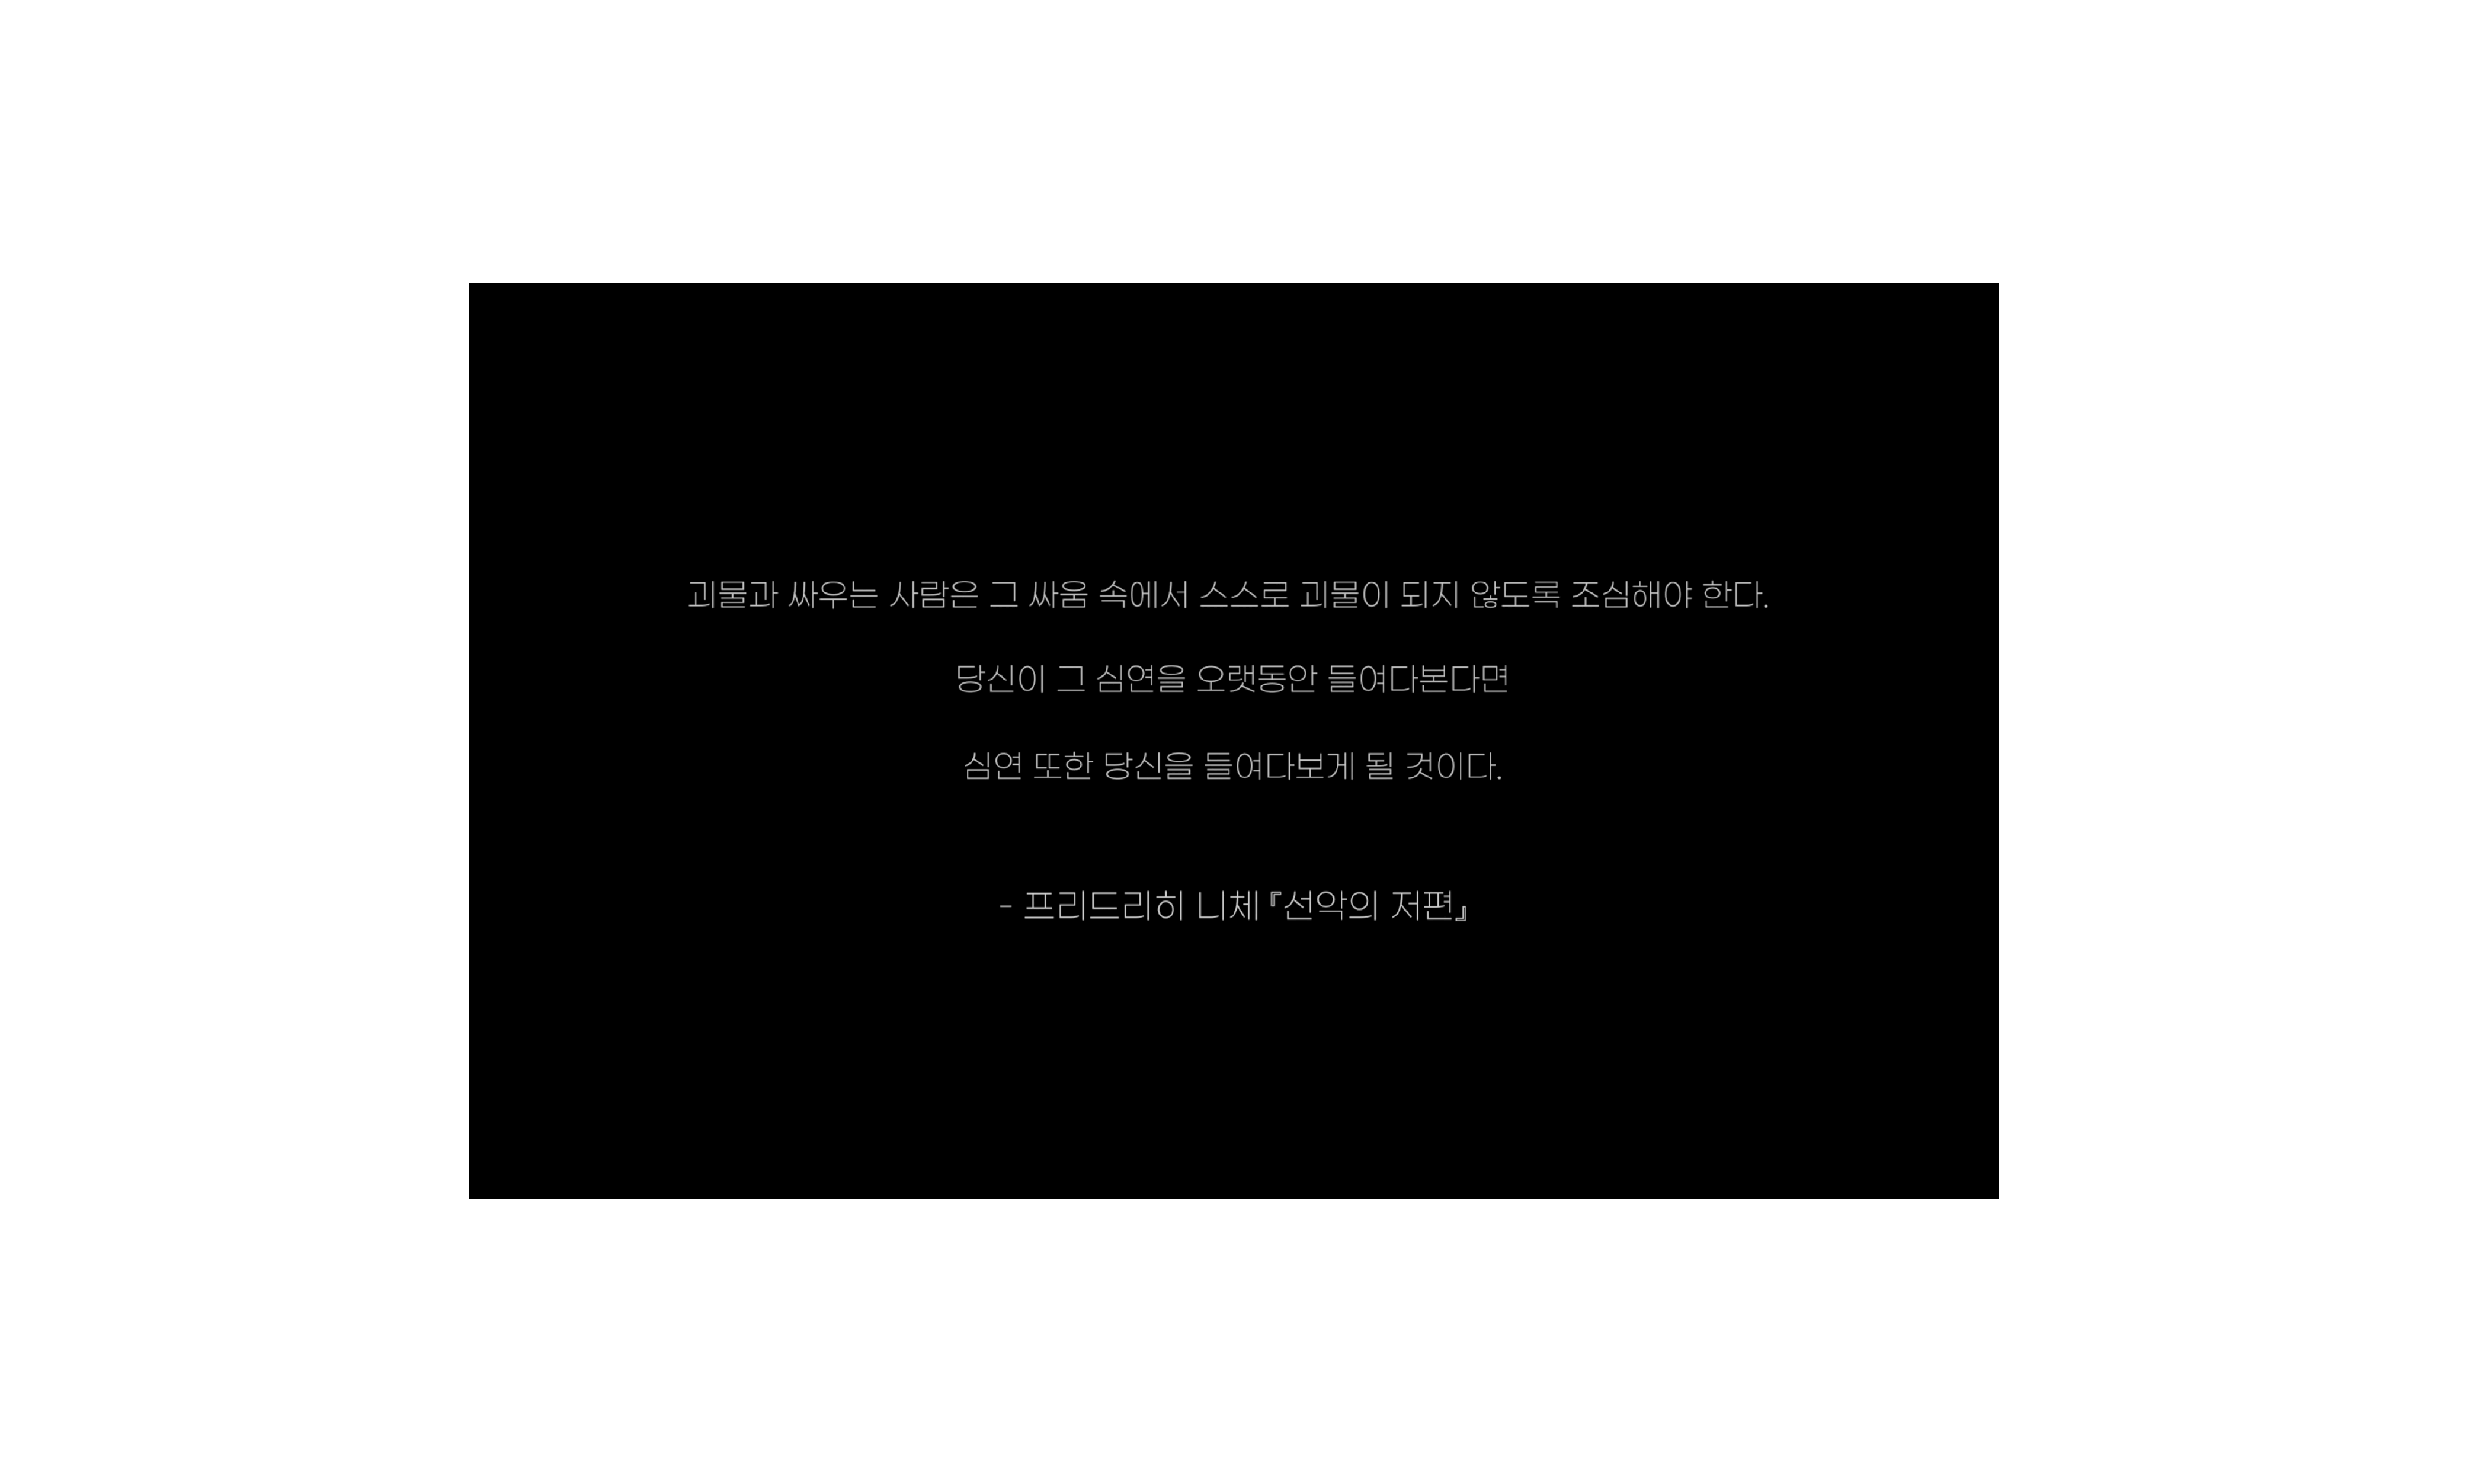 괴물과 싸우는 사람은 그 싸움 속에서 스스로 괴물이 되지 않도록 조심해야 한다.
당신이 그 심연을 오랫동안 들여다본다면
심연 또한 당신을 들여다보게 될 것이다.
- 프리드리히 니체『선악의 저편』